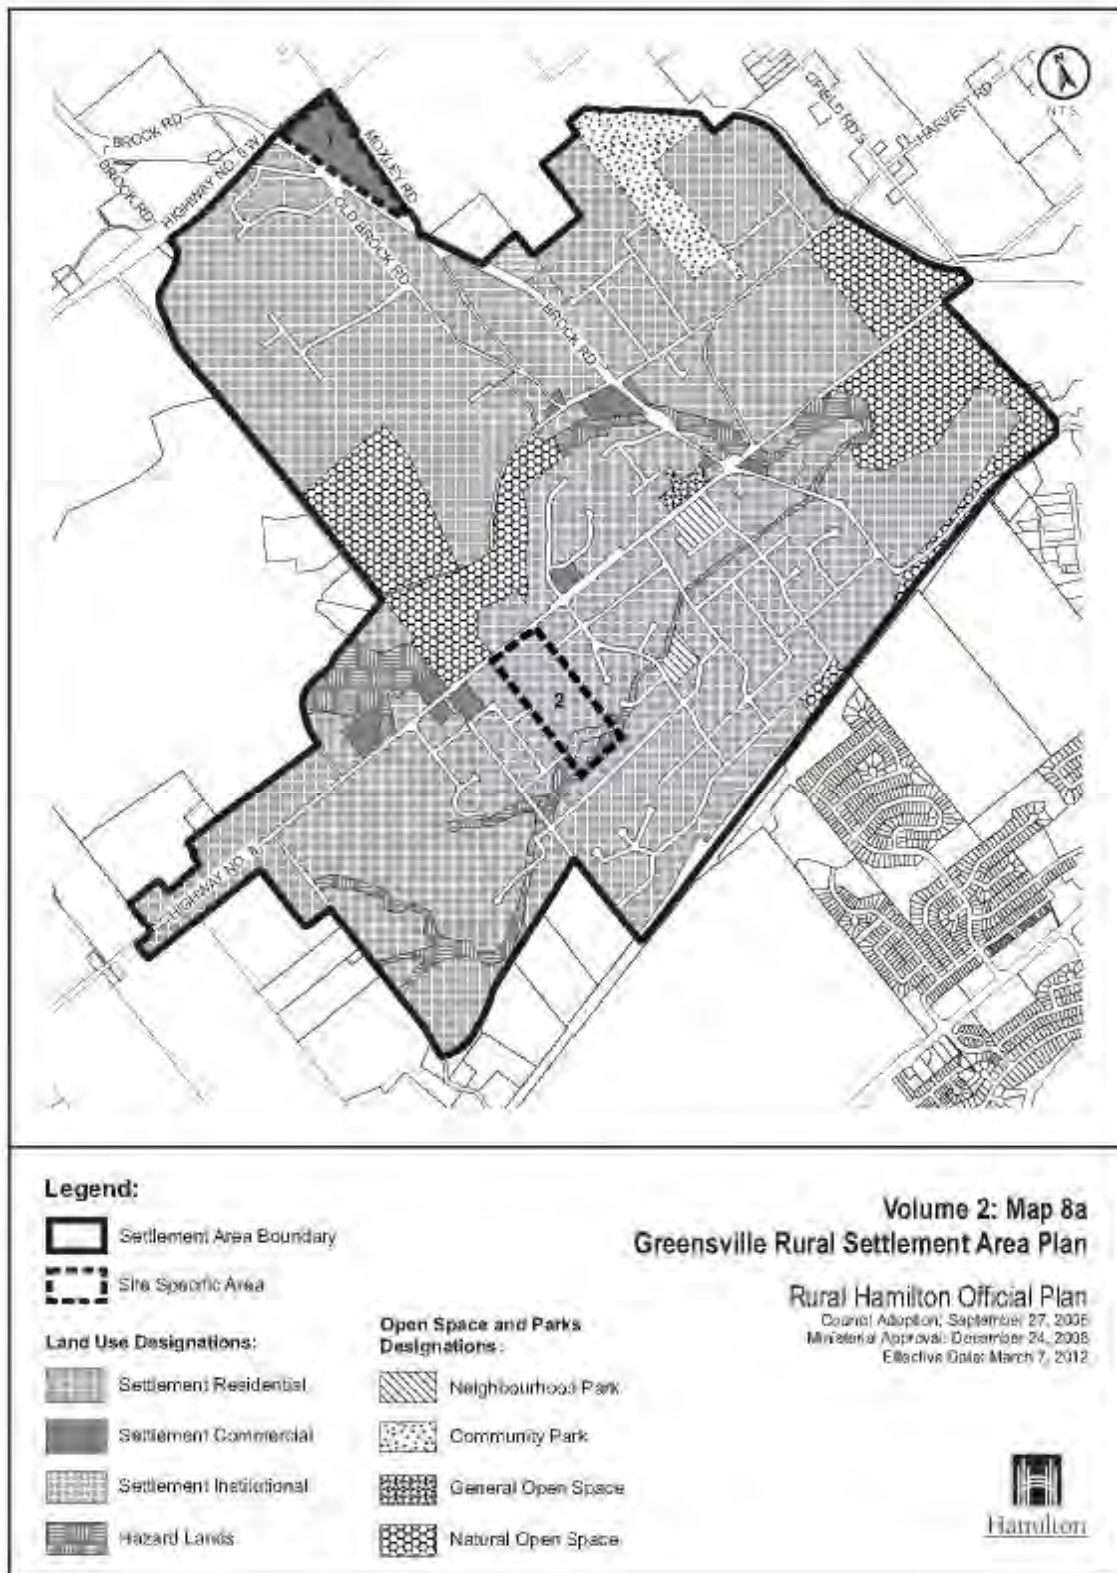 N.T.S.
BROCK RD
BROCK RD
HIGHWAY NO. 5 W
1
MOXLEY RD
OLD BROCK RD
BROCK RD
OFIELD RD S
HARVEST RD
2
HIGHWAY NO. 8
Legend:
Settlement Area Boundary
Site Specific Area
Land Use Designations:
Settlement Residential
Settlement Commercial
Settlement Institutional
Hazard Lands
Open Space and Parks
Designations:
Neighbourhood Park
Community Park
General Open Space
Natural Open Space
Volume 2: Map 8a
Greensville Rural Settlement Area Plan
Rural Hamilton Official Plan
Council Adoption: September 27, 2006
Ministerial Approval: December 24, 2008
Effective Date: March 7, 2012
Hamilton